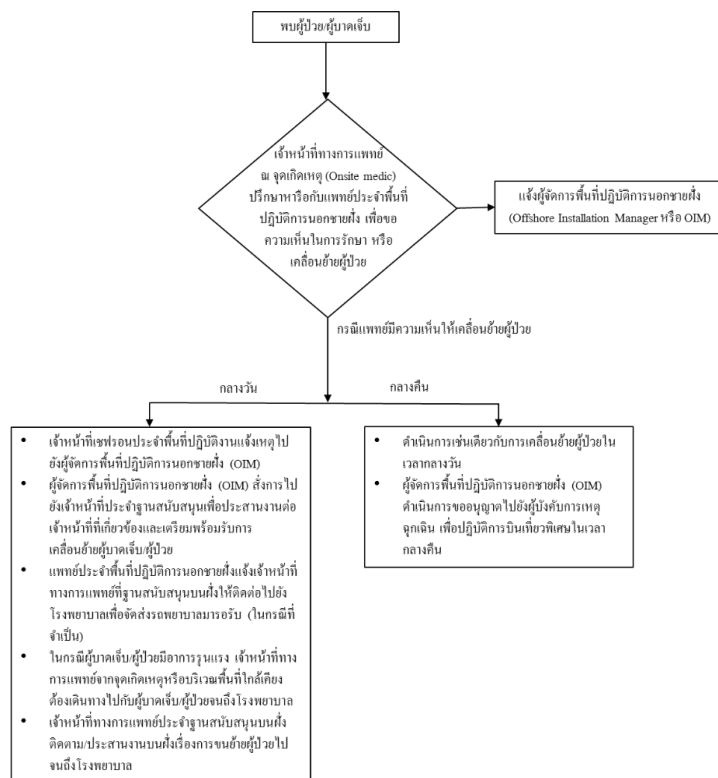 พบผู้ป่วย/ผู้บาดเจ็บ
เจ้าหน้าที่ทางการแพทย์
ณ จุดเกิดเหตุ (Onsite medic)
ปรึกษาหารือกับแพทย์ประจำพื้นที่
ปฏิบัติการนอกชายฝั่ง เพื่อขอ
ความเห็นในการรักษา หรือ
เคลื่อนย้ายผู้ป่วย
แจ้งผู้จัดการพื้นที่ปฏิบัติการนอกชายฝั่ง
(Offshore Installation Manager หรือ OIM)
กรณีแพทย์มีความเห็นให้เคลื่อนย้ายผู้ป่วย
กลางวัน
กลางคืน
• เจ้าหน้าที่เชฟรอนประจำพื้นที่ปฏิบัติงานแจ้งเหตุไป
ยังผู้จัดการพื้นที่ปฏิบัติการนอกชายฝั่ง (OIM)
• ผู้จัดการพื้นที่ปฏิบัติการนอกชายฝั่ง (OIM) สั่งการไป
ยังเจ้าหน้าที่ประจำฐานสนับสนุนเพื่อประสานงานต่อ
เจ้าหน้าที่ที่เกี่ยวข้องและเตรียมพร้อมรับการ
เคลื่อนย้ายผู้บาดเจ็บ/ผู้ป่วย
• แพทย์ประจำพื้นที่ปฏิบัติการนอกชายฝั่งแจ้งเจ้าหน้าที่
ทางการแพทย์ที่ฐานสนับสนุนบนฝั่งให้ติดต่อไปยัง
โรงพยาบาลเพื่อจัดส่งรถพยาบาลมารอรับ (ในกรณีที่
จำเป็น)
• ในกรณีผู้บาดเจ็บ/ผู้ป่วยมีอาการรุนแรง เจ้าหน้าที่ทาง
การแพทย์จากจุดเกิดเหตุหรือบริเวณพื้นที่ใกล้เคียง
ต้องเดินทางไปกับผู้บาดเจ็บ/ผู้ป่วยจนถึงโรงพยาบาล
• เจ้าหน้าที่ทางการแพทย์ประจำฐานสนับสนุนบนฝั่ง
ติดตาม/ประสานงานบนฝั่งเรื่องการขนย้ายผู้ป่วยไป
จนถึงโรงพยาบาล
• ดำเนินการเช่นเดียวกับการเคลื่อนย้ายผู้ป่วยใน
เวลากลางวัน
• ผู้จัดการพื้นที่ปฏิบัติการนอกชายฝั่ง (OIM)
ดำเนินการขออนุญาตไปยังผู้บังคับการเหตุ
ฉุกเฉิน เพื่อปฏิบัติการบินเที่ยวพิเศษในเวลา
กลางคืน